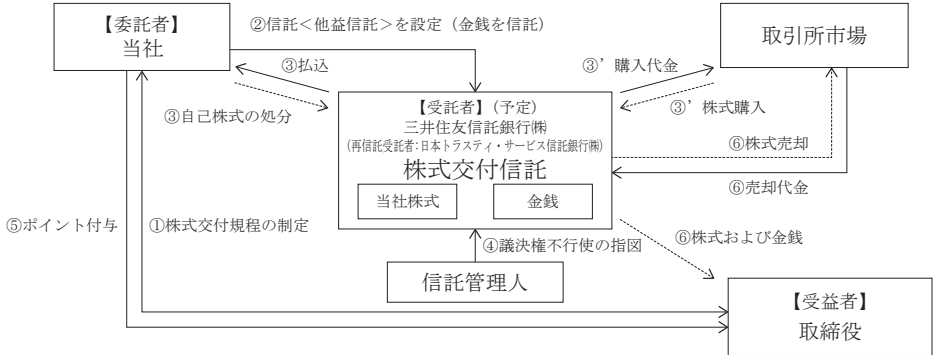 【委託者】
当社
②信託＜他益信託＞を設定（金銭を信託）
取引所市場
③払込
③’購入代金
③自己株式の処分
③’株式購入
【受託者】（予定）
三井住友信託銀行㈱
（再信託受託者：日本トラスティ・サービス信託銀行㈱）
株式交付信託
当社株式
金銭
⑥株式売却
⑥売却代金
⑤ポイント付与
①株式交付規程の制定
④議決権不行使の指図
⑥株式および金銭
信託管理人
【受益者】
取締役